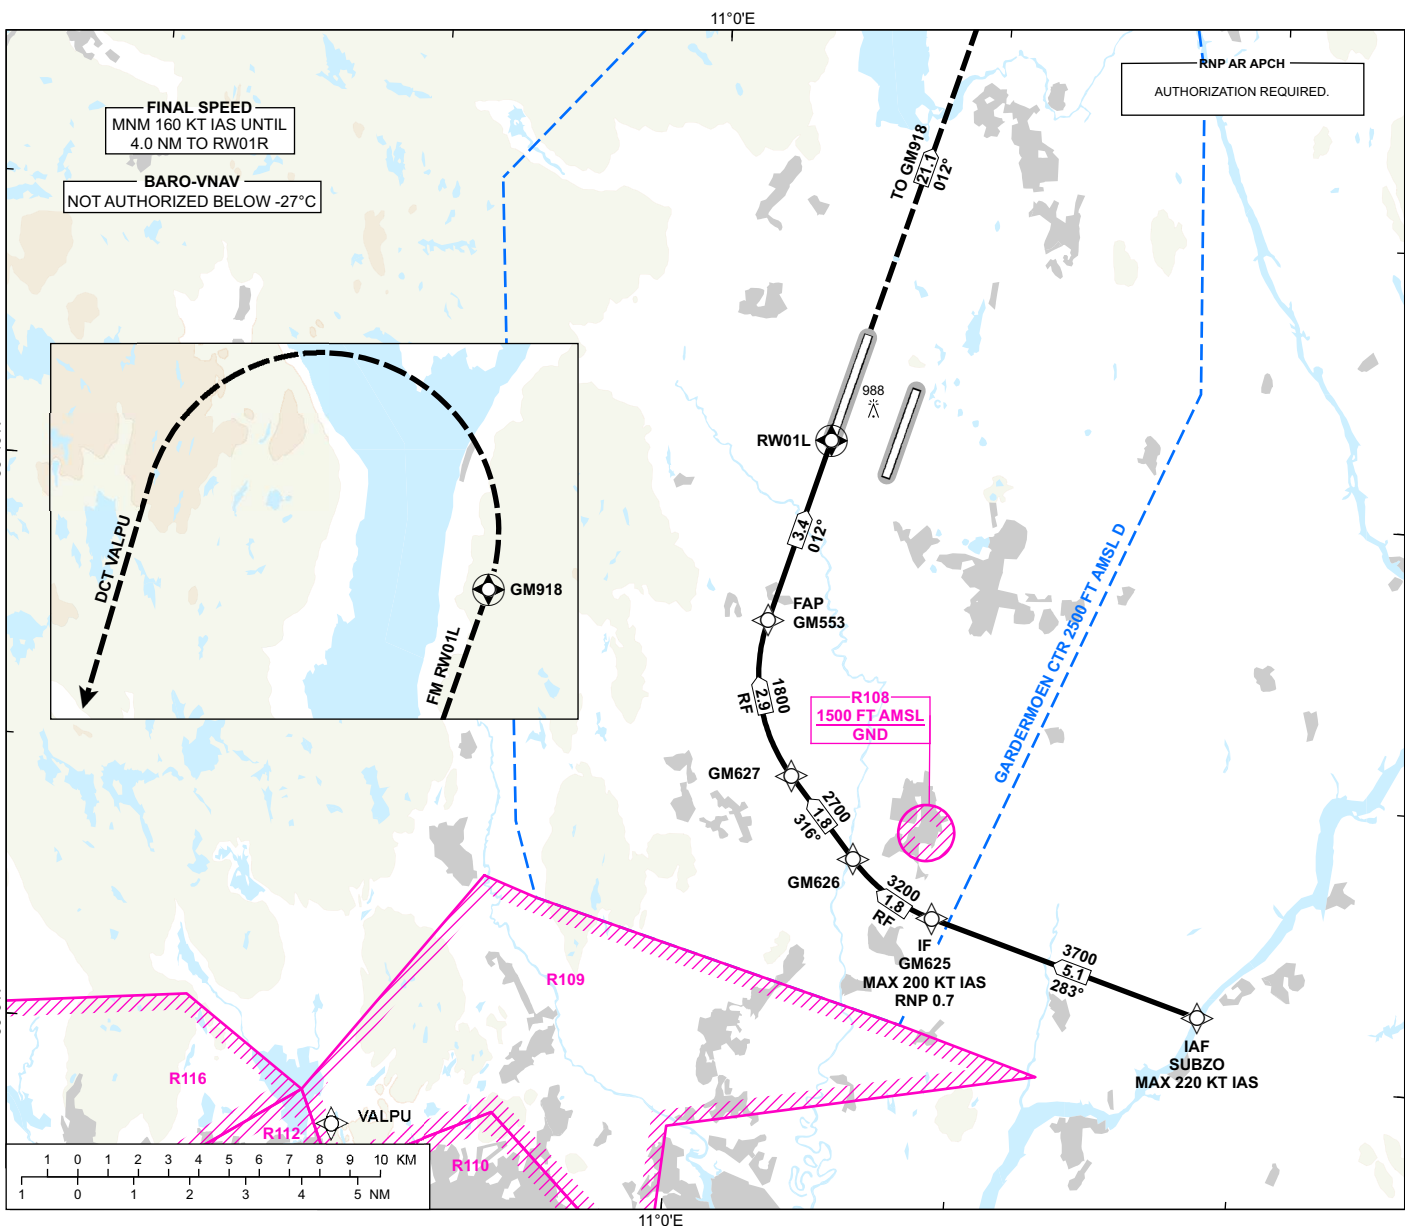 11°0'E
RNP AR APCH
AUTHORIZATION REQUIRED.
FINAL SPEED
MNM 160 KT IAS UNTIL
4.0 NM TO RW01R
BARO-VNAV
NOT AUTHORIZED BELOW -27°C
TO GM918
21.1
012°
988
RW01L
3.4
012°
DCT VALPU
GM918
FM RW01L
FAP
GM553
GARDERMOEN CTR 2500 FT AMSL D
1800
2.9
RF
R108
1500 FT AMSL
GND
GM627
2700
1.8
316°
GM626
3200
1.8
RF
IF
GM625
MAX 200 KT IAS
RNP 0.7
3700
5.1
283°
IAF
SUBZO
MAX 220 KT IAS
R109
R116
VALPU
R112
R110
1 0 1 2 3 4 5 6 7 8 9 10 KM
1 0 1 2 3 4 5 NM
11°0'E